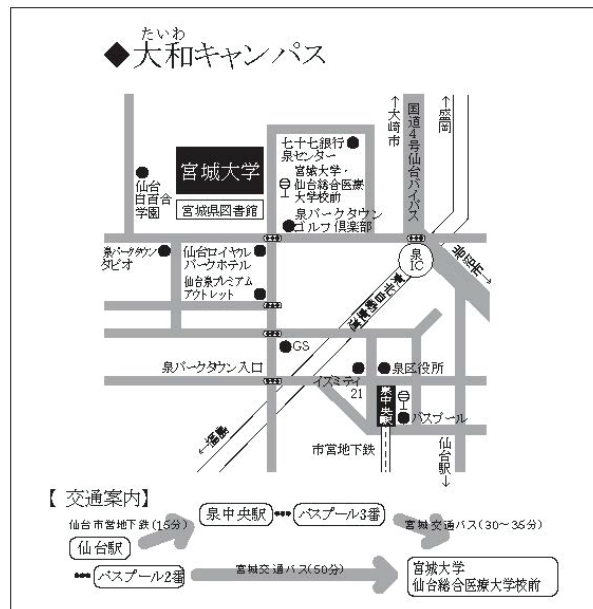 たいわ
◆大和キャンパス
↑大崎市
国道4号仙台バイパス
↑盛岡
七十七銀行
泉センター
宮城大学
宮城大学・
仙台総合医療
大学校前
仙台
白百合
学園
宮城県図書館
泉パークタウン
ゴルフ倶楽部
泉
IC
泉パークタウン
タピオ
仙台ロイヤル
パークホテル
仙台泉プレミアム
アウトレット
東北自動車道
GS
泉パークタウン入口
イズミティ
21
泉区役所
泉中央駅
バスプール
市営地下鉄
仙台駅↓
【 交通案内】
仙台市営地下鉄(15分)
泉中央駅
バスプール3番
宮城交通バス(30～35分)
仙台駅
バスプール2番
宮城交通バス(50分)
宮城大学
仙台総合医療大学校前